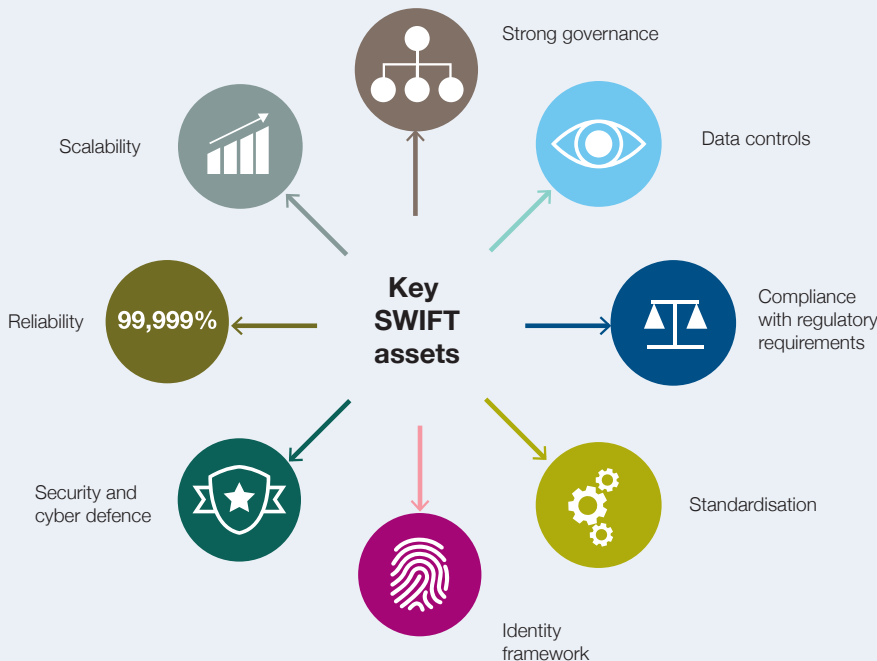 Strong governance
Data controls
Scalability
Key
SWIFT
assets
Compliance
with regulatory
requirements
Reliability
99,999%
Security and
cyber defence
Standardisation
Identity
framework